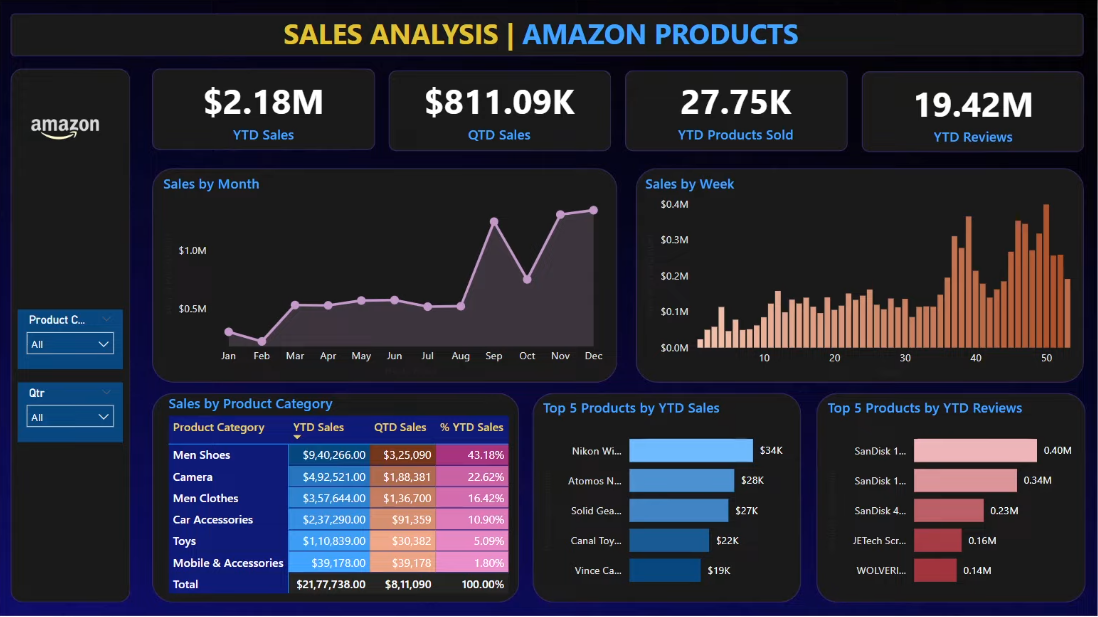 SALES ANALYSIS | AMAZON PRODUCTS
amazon
$2.18M
YTD Sales
$811.09K
QTD Sales
27.75K
YTD Products Sold
19.42M
YTD Reviews
Product C...
All
Qtr
All
Sales by Month
$1.0M
$0.5M
Jan Feb Mar Apr May Jun Jul Aug Sep Oct Nov Dec
Sales by Week
$0.4M
$0.3M
$0.2M
$0.1M
$0.0M
10 20 30 40 50
Sales by Product Category
Product Category YTD Sales QTD Sales % YTD Sales
Men Shoes $9,40,266.00 $3,25,090 43.18%
Camera $4,92,521.00 $1,88,381 22.62%
Men Clothes $3,57,644.00 $1,36,700 16.42%
Car Accessories $2,37,290.00 $91,359 10.90%
Toys $1,10,839.00 $30,382 5.09%
Mobile & Accessories $39,178.00 $39,178 1.80%
Total $21,77,738.00 $8,11,090 100.00%
Top 5 Products by YTD Sales
Nikon Wi... $34K
Atomos N... $28K
Solid Gea... $27K
Canal Toy... $22K
Vince Ca... $19K
Top 5 Products by YTD Reviews
SanDisk 1... 0.40M
SanDisk 1... 0.34M
SanDisk 4... 0.23M
JETech Scr... 0.16M
WOLVERI... 0.14M